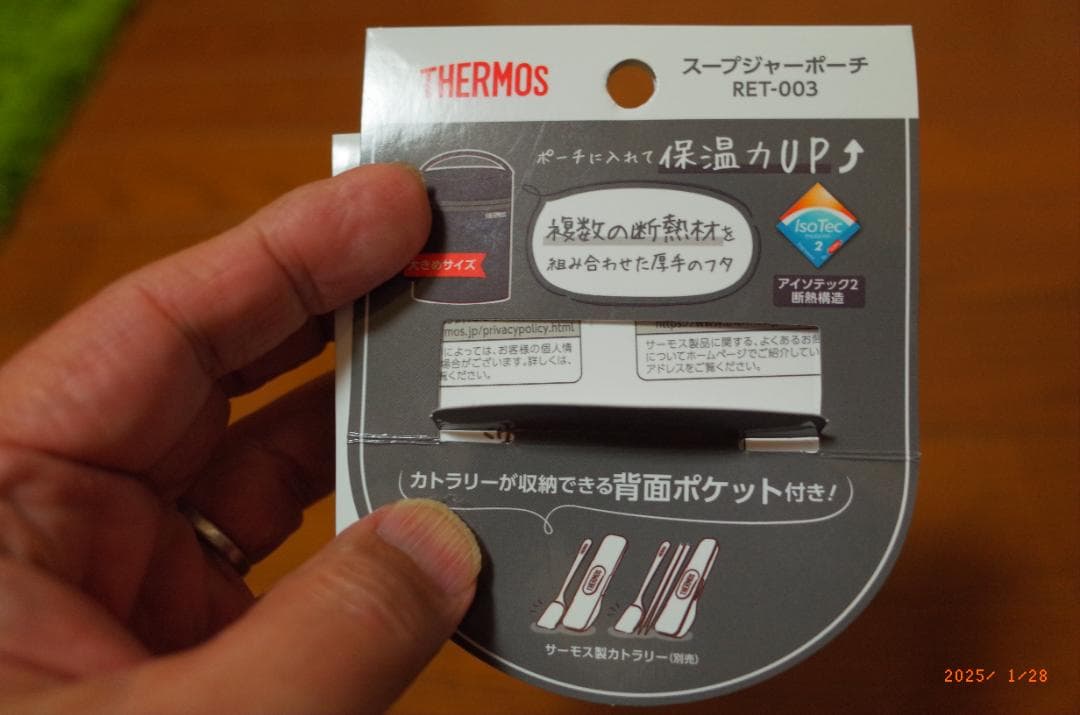 THERMOS
スープジャーポーチ
RET-003
ポーチに入れて保温力UP
複数の断熱材を
組み合わせた厚手のフタ
isoTec
2
大きめサイズ
アイソテック2
断熱構造
mos.jp/privacypolicy.html
によっては、お客様の個人情
場合がございます。詳しくは、
覧ください。
サーモス製品に関する、よくあるお
についてホームページでご紹介してい
アドレスをご覧ください。
カトラリーが収納できる背面ポケット付き!
サーモス製カトラリー(別売)
2025/ 1/28